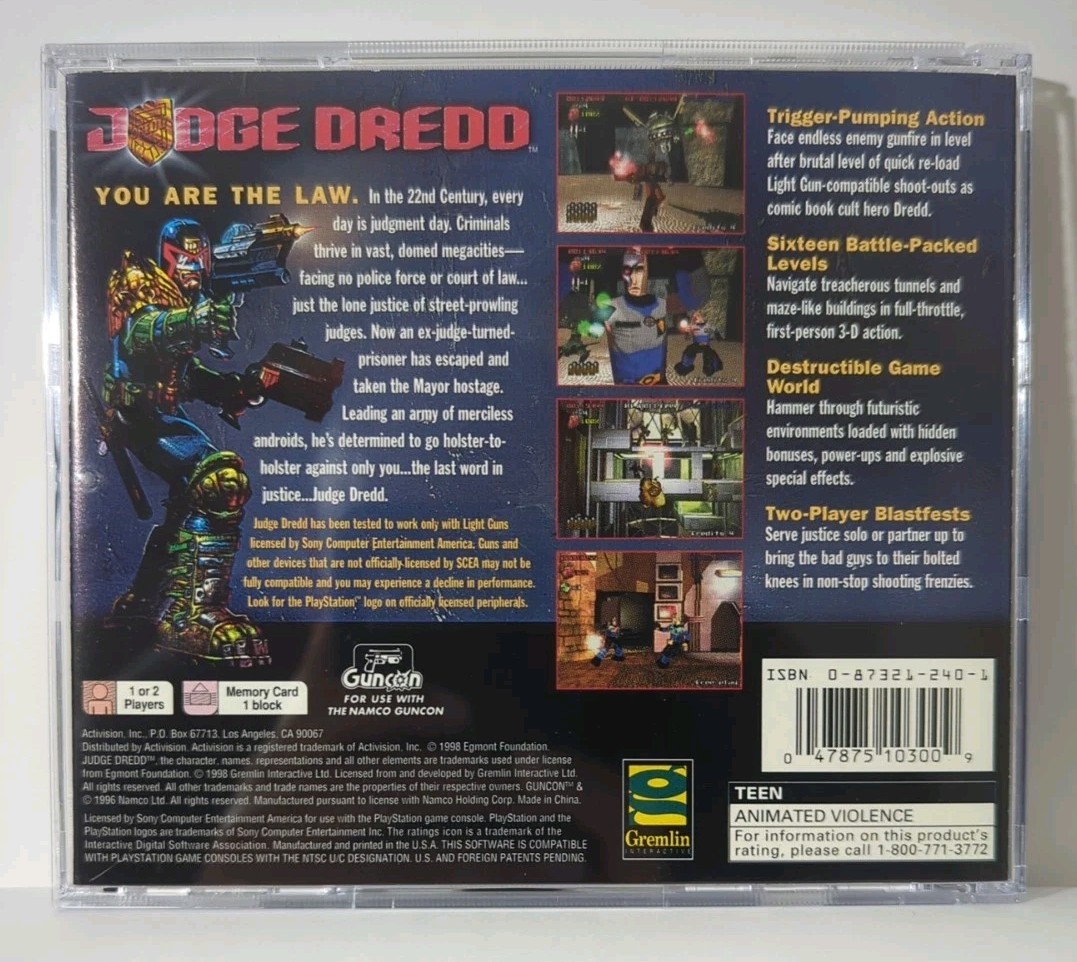 JUDGE DREDD™
YOU ARE THE LAW. In the 22nd Century, every
day is judgment day. Criminals
thrive in vast, domed megacities—
facing no police force or court of law...
just the lone justice of street-prowling
judges. Now an ex-judge-turned-
prisoner has escaped and
taken the Mayor hostage.
Leading an army of merciless
androids, he's determined to go holster-to-
holster against only you...the last word in
justice...Judge Dredd.
Judge Dredd has been tested to work only with Light Guns
licensed by Sony Computer Entertainment America. Guns and
other devices that are not officially-licensed by SCEA may not be
fully compatible and you may experience a decline in performance.
Look for the PlayStation™ logo on officially licensed peripherals.
Trigger-Pumping Action
Face endless enemy gunfire in level
after brutal level of quick re-load
Light Gun-compatible shoot-outs as
comic book cult hero Dredd.
Sixteen Battle-Packed
Levels
Navigate treacherous tunnels and
maze-like buildings in full-throttle,
first-person 3-D action.
Destructible Game
World
Hammer through futuristic
environments loaded with hidden
bonuses, power-ups and explosive
special effects.
Two-Player Blastfests
Serve justice solo or partner up to
bring the bad guys to their bolted
knees in non-stop shooting frenzies.
Credits 4
Free play
1 or 2
Players
Memory Card
1 block
Guncon
FOR USE WITH
THE NAMCO GUNCON
Activision, Inc., P.O. Box 67713, Los Angeles, CA 90067
Distributed by Activision. Activision is a registered trademark of Activision, Inc. © 1998 Egmont Foundation.
JUDGE DREDD™, the character, names, representations and all other elements are trademarks used under license
from Egmont Foundation. © 1998 Gremlin Interactive Ltd. Licensed from and developed by Gremlin Interactive Ltd.
All rights reserved. All other trademarks and trade names are the properties of their respective owners. GUNCON™ &
© 1996 Namco Ltd. All rights reserved. Manufactured pursuant to license with Namco Holding Corp. Made in China.
Licensed by Sony Computer Entertainment America for use with the PlayStation game console. PlayStation and the
PlayStation logos are trademarks of Sony Computer Entertainment Inc. The ratings icon is a trademark of the
Interactive Digital Software Association. Manufactured and printed in the U.S.A. THIS SOFTWARE IS COMPATIBLE
WITH PLAYSTATION GAME CONSOLES WITH THE NTSC U/C DESIGNATION. U.S. AND FOREIGN PATENTS PENDING.
Gremlin
INTERACTIVE
ISBN 0-87321-240-1
0 47875 10300 9
TEEN
ANIMATED VIOLENCE
For information on this product's
rating, please call 1-800-771-3772